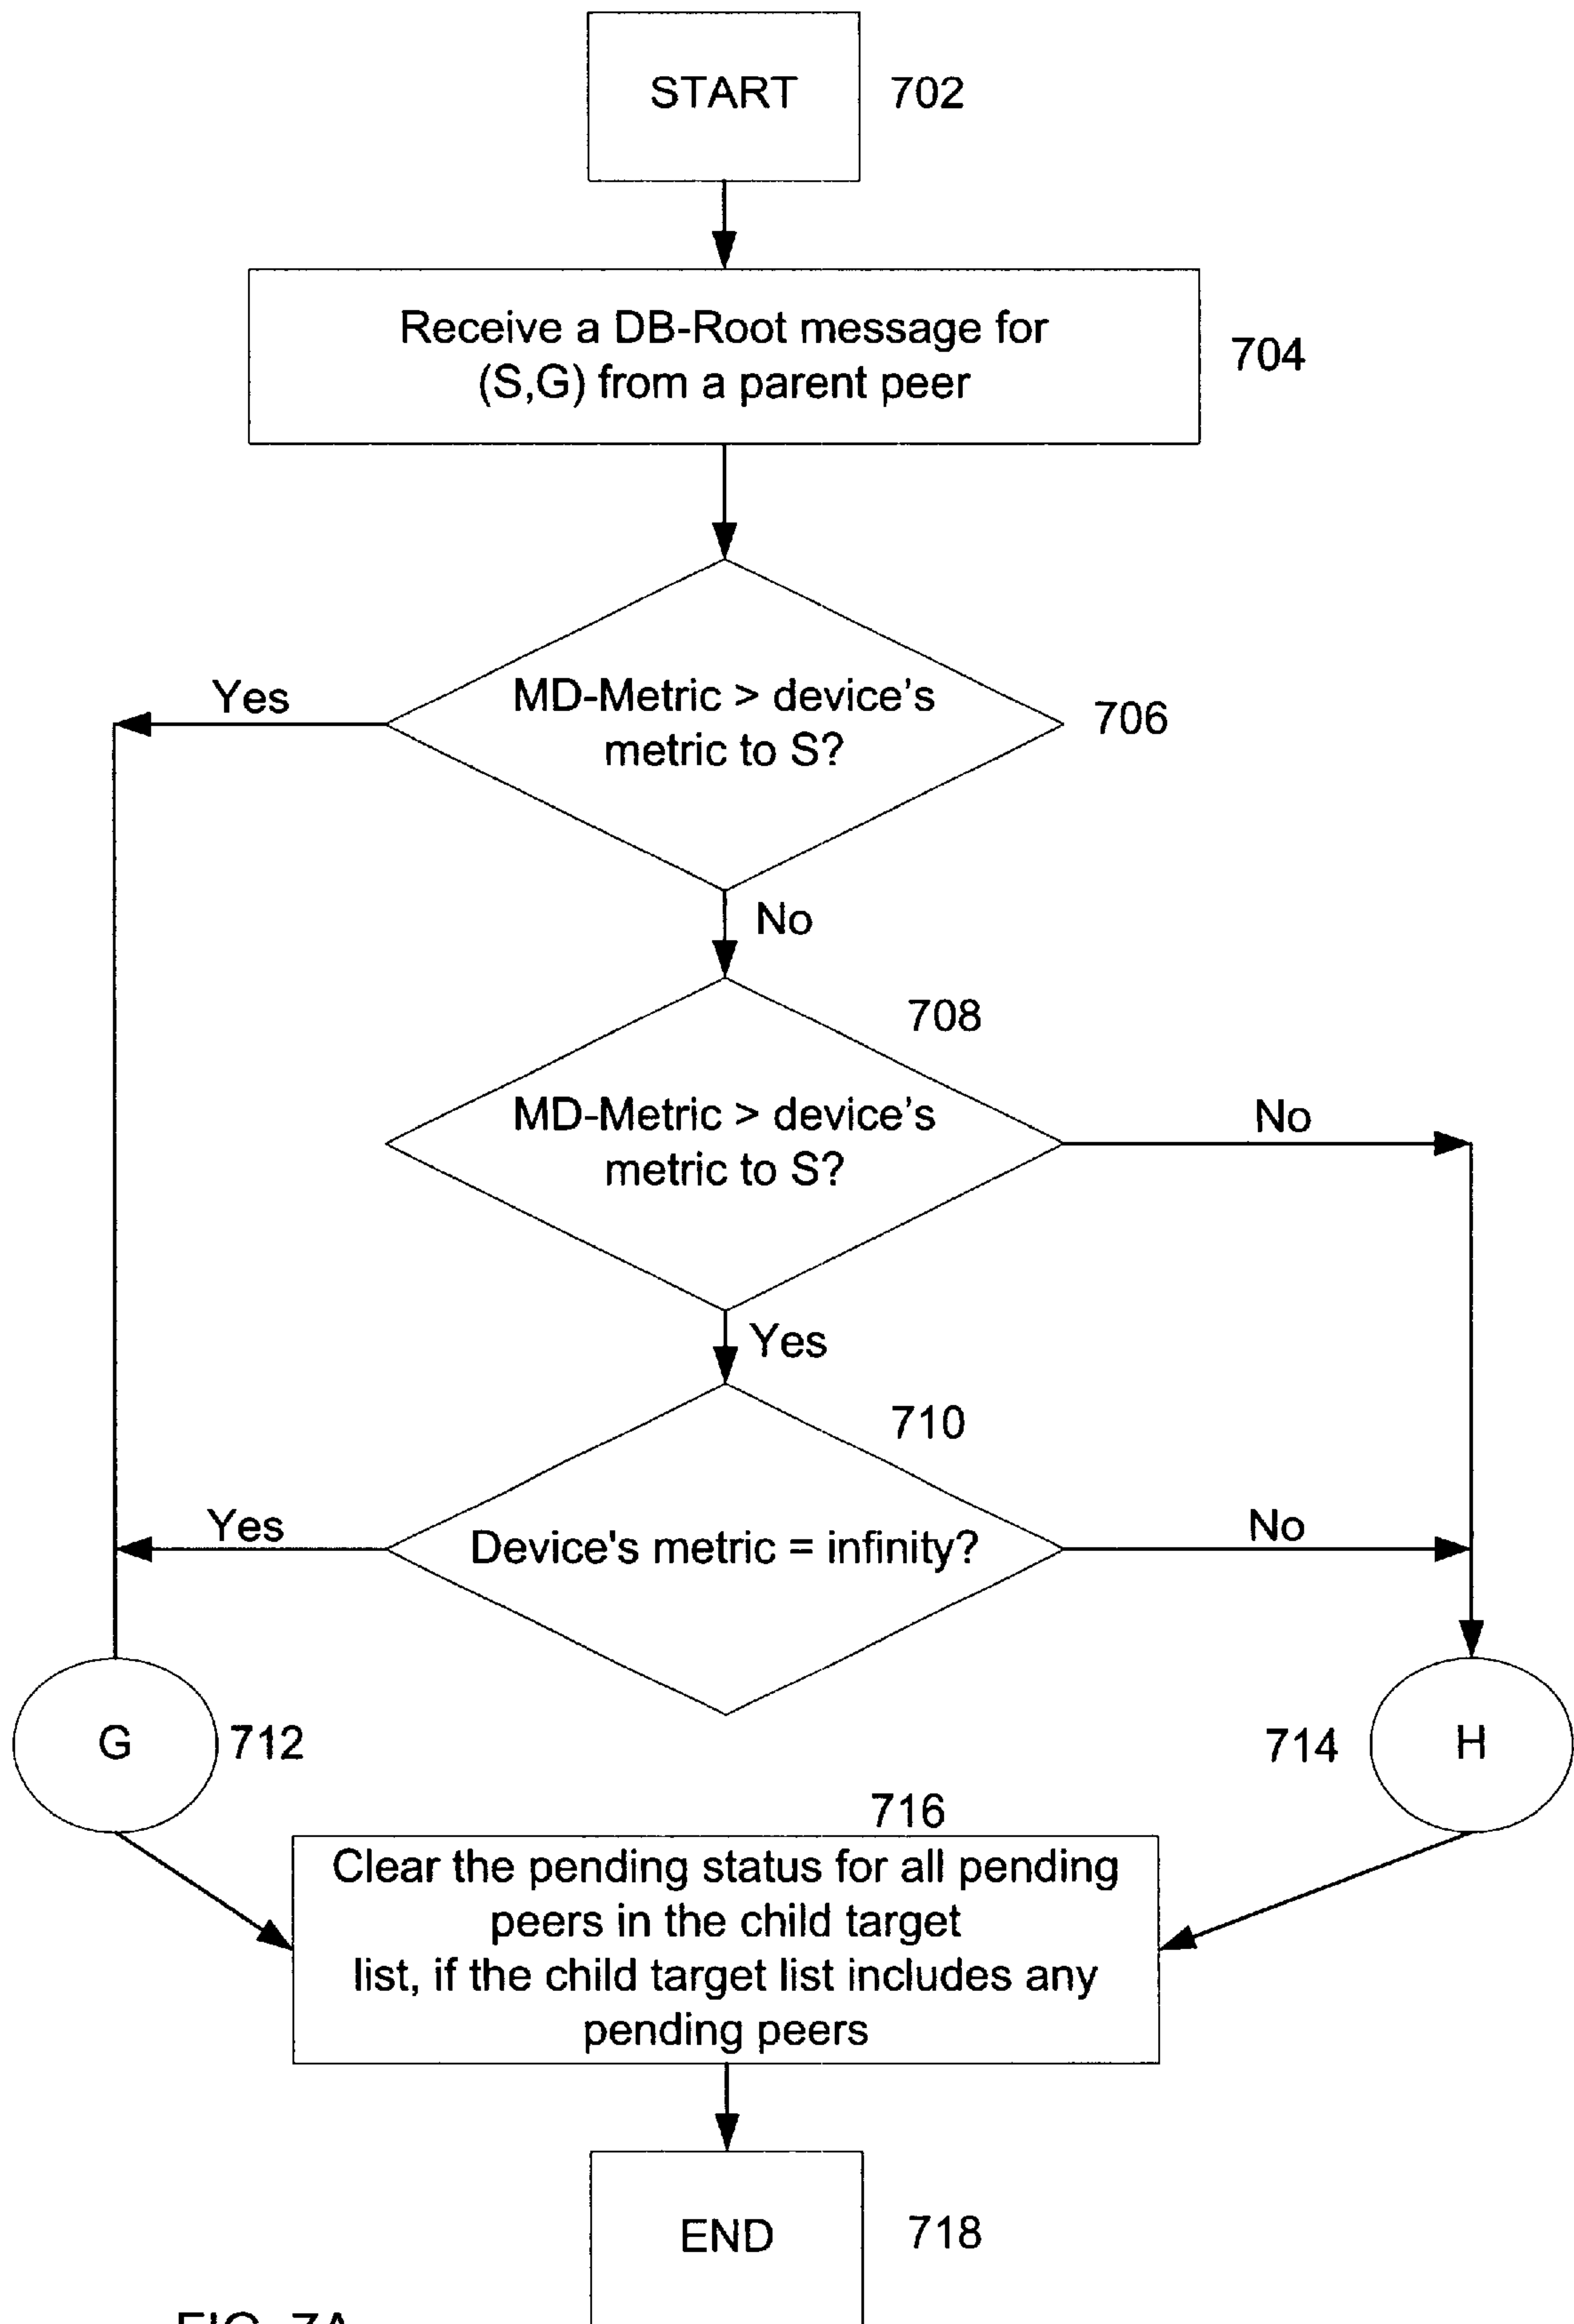 START
702
Receive a DB-Root message for
(S,G) from a parent peer
704
Yes
MD-Metric > device's
metric to S?
706
No
708
MD-Metric > device's
metric to S?
No
Yes
710
Yes
Device's metric = infinity?
No
G
712
714
H
716
Clear the pending status for all pending
peers in the child target
list, if the child target list includes any
pending peers
END
718
FIG. 7A